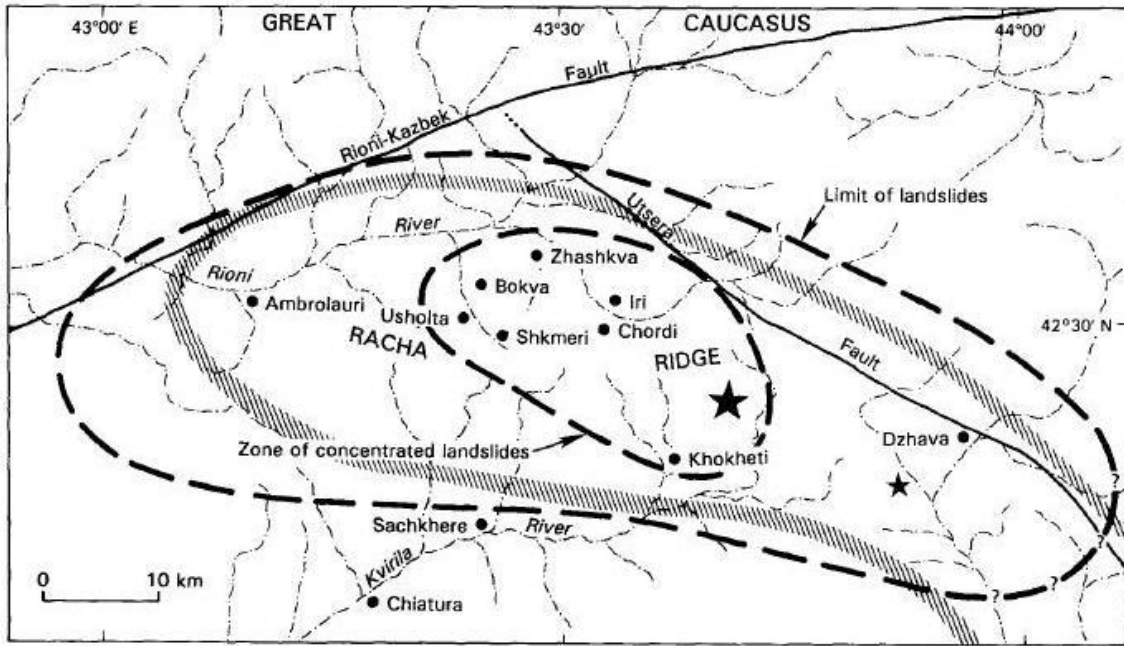 43°00' E
GREAT
43°30'
CAUCASUS
44°00'
Fault
Rioni-Kazbek
Limit of landslides
Utsera
River
Zhashkva
Rioni
Bokva
Iri
Ambrolauri
Usholta
Chordi
42°30' N
Shkmeri
RACHA
RIDGE
Fault
Dzhava
Zone of concentrated landslides
Khokheti
?
Sachkhere
River
Kvirila
0 10 km
?
?
Chiatura